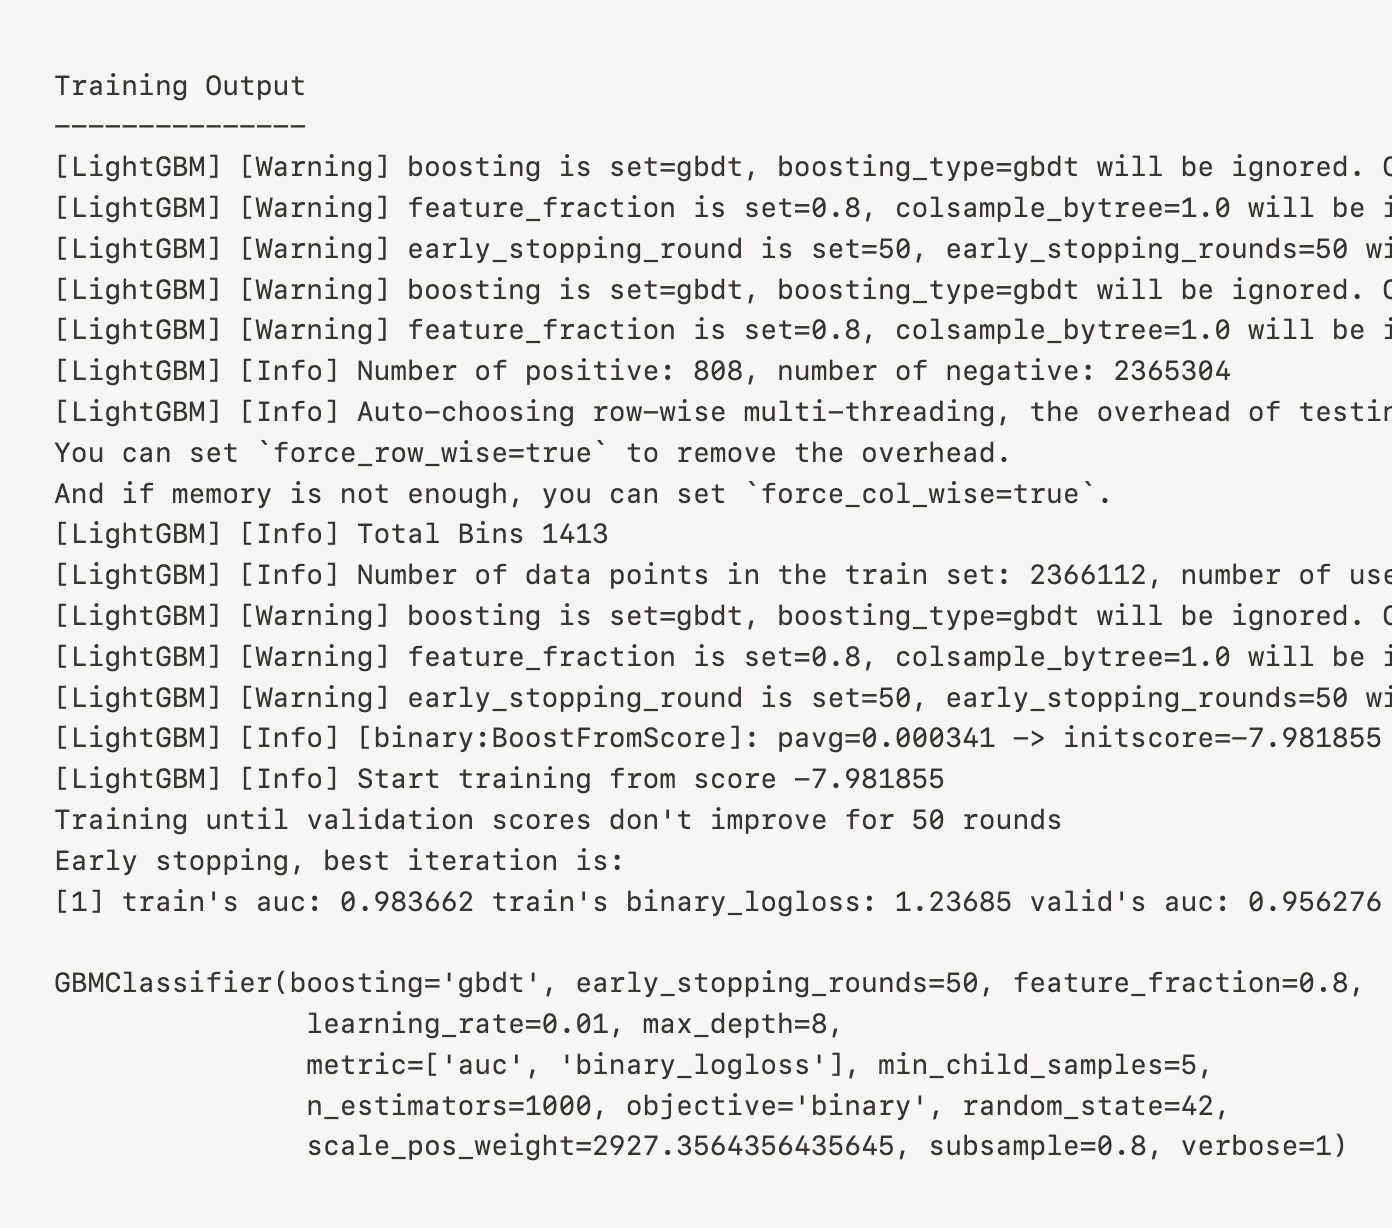 Training Output
---------------
[LightGBM] [Warning] boosting is set=gbdt, boosting_type=gbdt will be ignored.
[LightGBM] [Warning] feature_fraction is set=0.8, colsample_bytree=1.0 will be
[LightGBM] [Warning] early_stopping_round is set=50, early_stopping_rounds=50
[LightGBM] [Warning] boosting is set=gbdt, boosting_type=gbdt will be ignored.
[LightGBM] [Warning] feature_fraction is set=0.8, colsample_bytree=1.0 will be
[LightGBM] [Info] Number of positive: 808, number of negative: 2365304
[LightGBM] [Info] Auto-choosing row-wise multi-threading, the overhead of
You can set `force_row_wise=true` to remove the overhead.
And if memory is not enough, you can set `force_col_wise=true`.
[LightGBM] [Info] Total Bins 1413
[LightGBM] [Info] Number of data points in the train set: 2366112, number of
[LightGBM] [Warning] boosting is set=gbdt, boosting_type=gbdt will be ignored.
[LightGBM] [Warning] feature_fraction is set=0.8, colsample_bytree=1.0 will be
[LightGBM] [Warning] early_stopping_round is set=50, early_stopping_rounds=50
[LightGBM] [Info] [binary:BoostFromScore]: pavg=0.000341 -> initscore=-7.981855
[LightGBM] [Info] Start training from score -7.981855
Training until validation scores don't improve for 50 rounds
Early stopping, best iteration is:
[1] train's auc: 0.983662 train's binary_logloss: 1.23685 valid's auc: 0.956276
GBMClassifier(boosting='gbdt', early_stopping_rounds=50, feature_fraction=0.8,
learning_rate=0.01, max_depth=8,
metric=['auc', 'binary_logloss'], min_child_samples=5,
n_estimators=1000, objective='binary', random_state=42,
scale_pos_weight=2927.3564356435645, subsample=0.8, verbose=1)